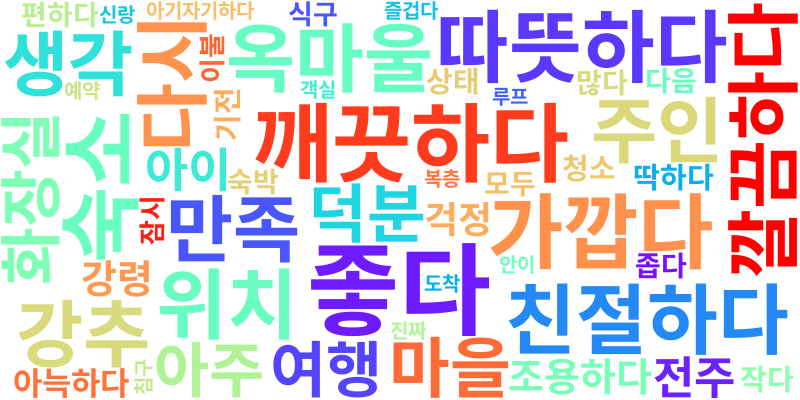 편하다 신랑 아기자기하다 식구 즐겁다
생각 다시 이불 옥마을 따뜻하다 깔끔하다
예약 객실 상태 많다 다음
화장실 숙소 기전 깨끗하다 루프 주인
아이 숙박 복층 모두 청소 딱하다
잠시 만족 덕분 걱정 가깝다
강령 위치 좋다 도착 안이 좁다
강추 진짜 친절하다
아늑하다 침구 아주 여행 마을 조용하다 전주 작다